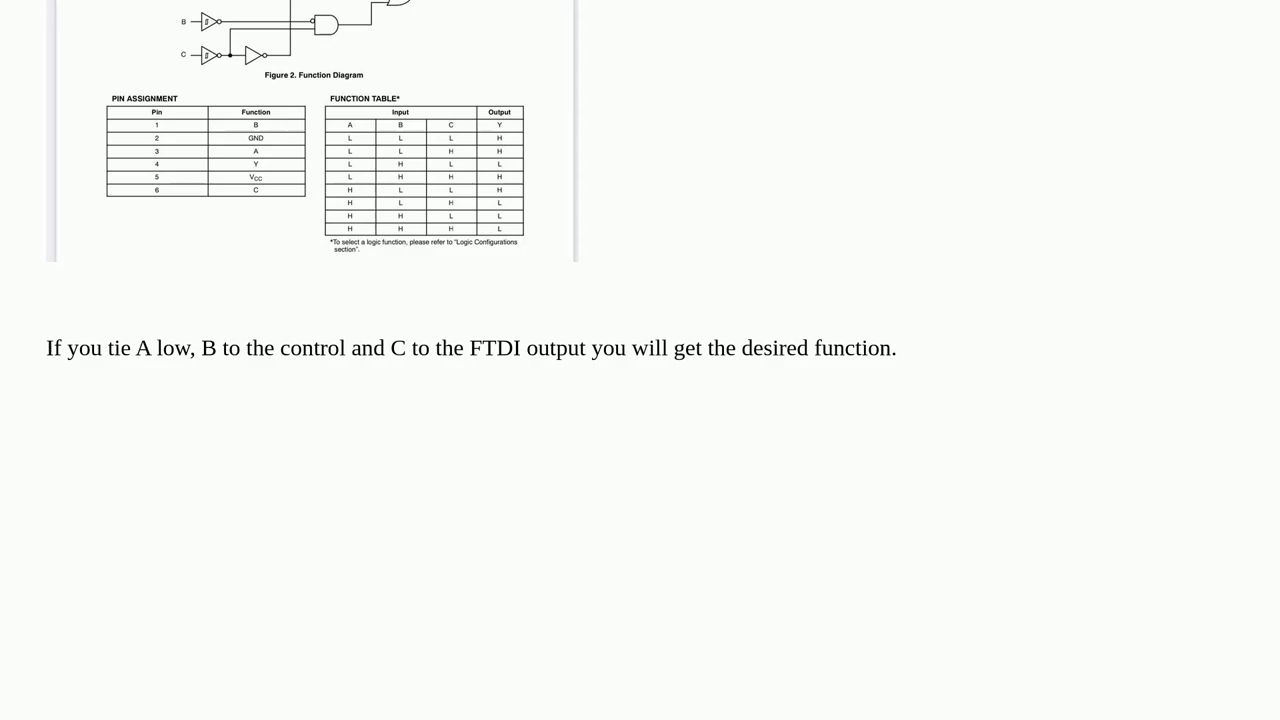 B
C
Figure 2. Function Diagram
PIN ASSIGNMENT
Pin Function
1 B
2 GND
3 A
4 Y
5 VCC
6 C
FUNCTION TABLE*
Input Output
A B C Y
L L L H
L L H H
L H L L
L H H H
H L L H
H L H L
H H L L
H H H L
*To select a logic function, please refer to "Logic Configurations
section".
If you tie A low, B to the control and C to the FTDI output you will get the desired function.